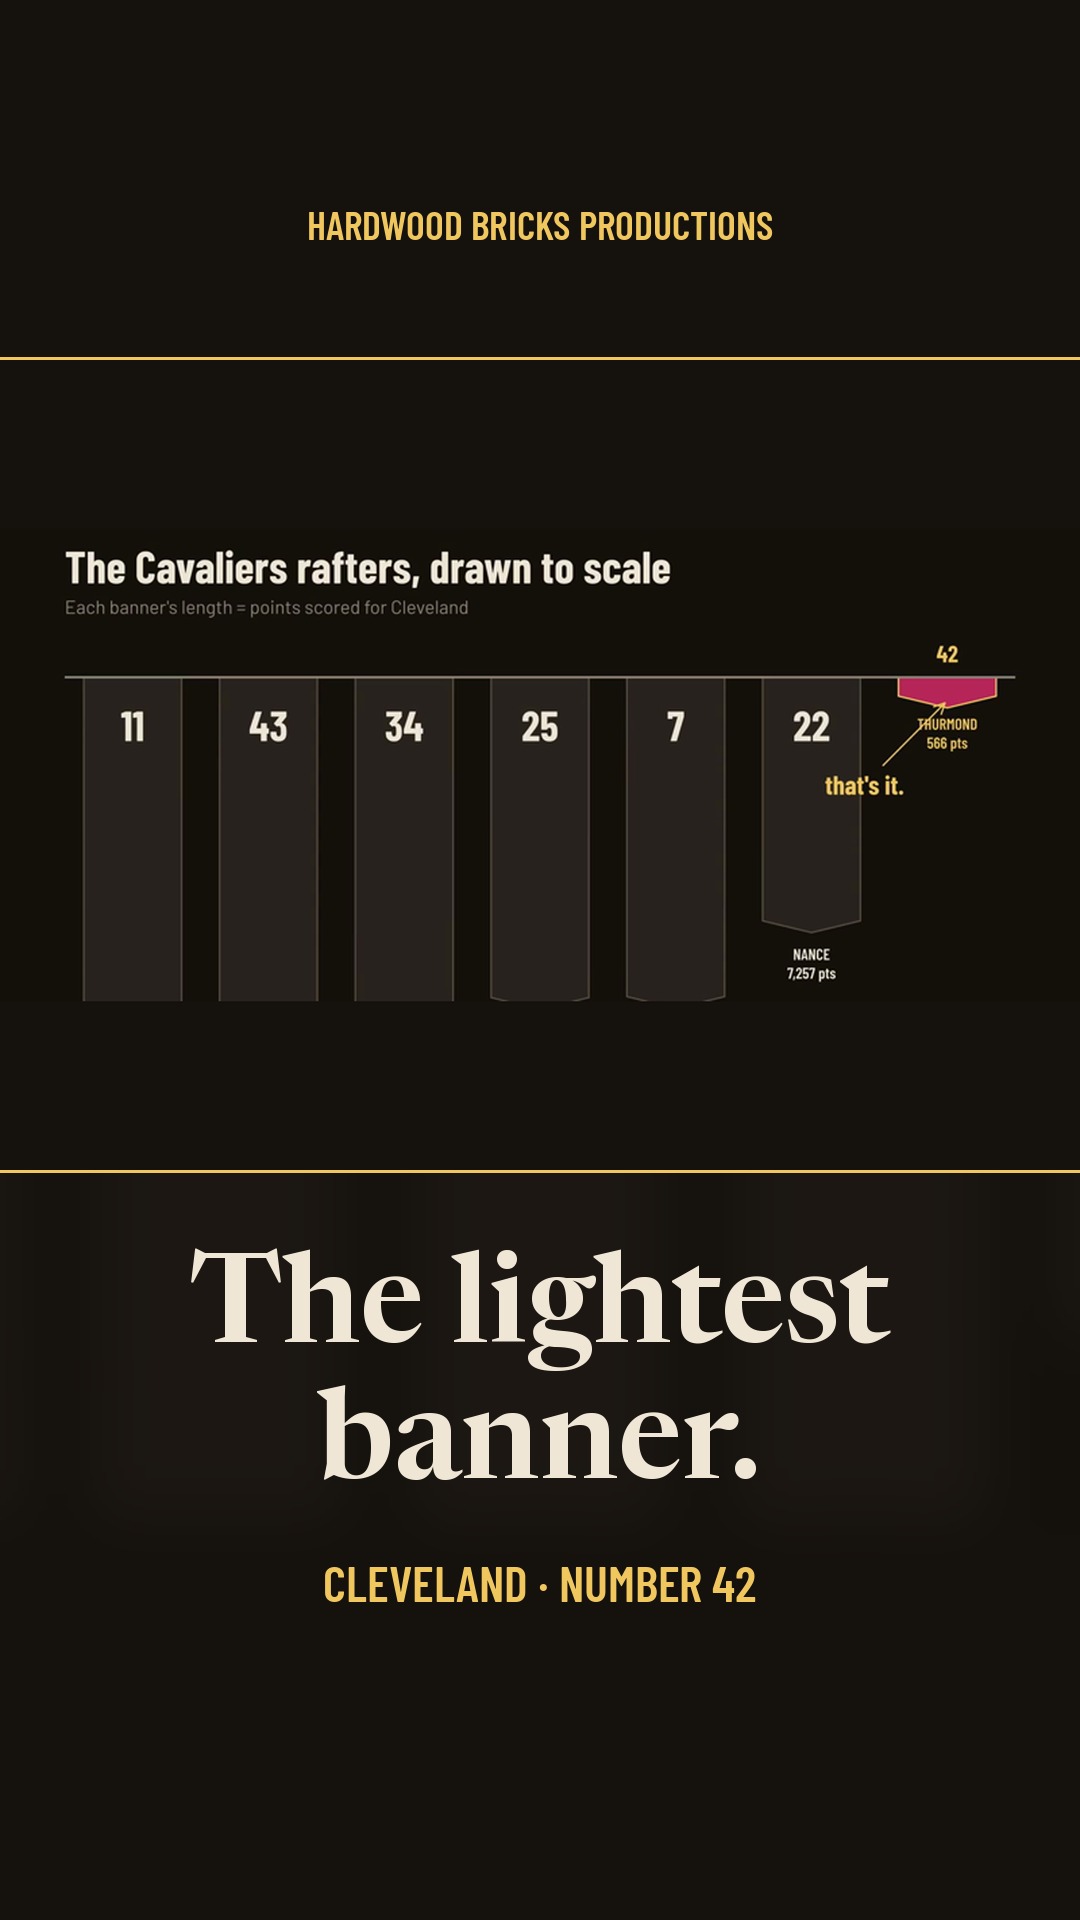 HARDWOOD BRICKS PRODUCTIONS
The Cavaliers rafters, drawn to scale
Each banner's length = points scored for Cleveland
42
11
43
34
25
7
22
THURMOND
566 pts
that's it.
NANCE
7,257 pts
The lightest
banner.
CLEVELAND · NUMBER 42